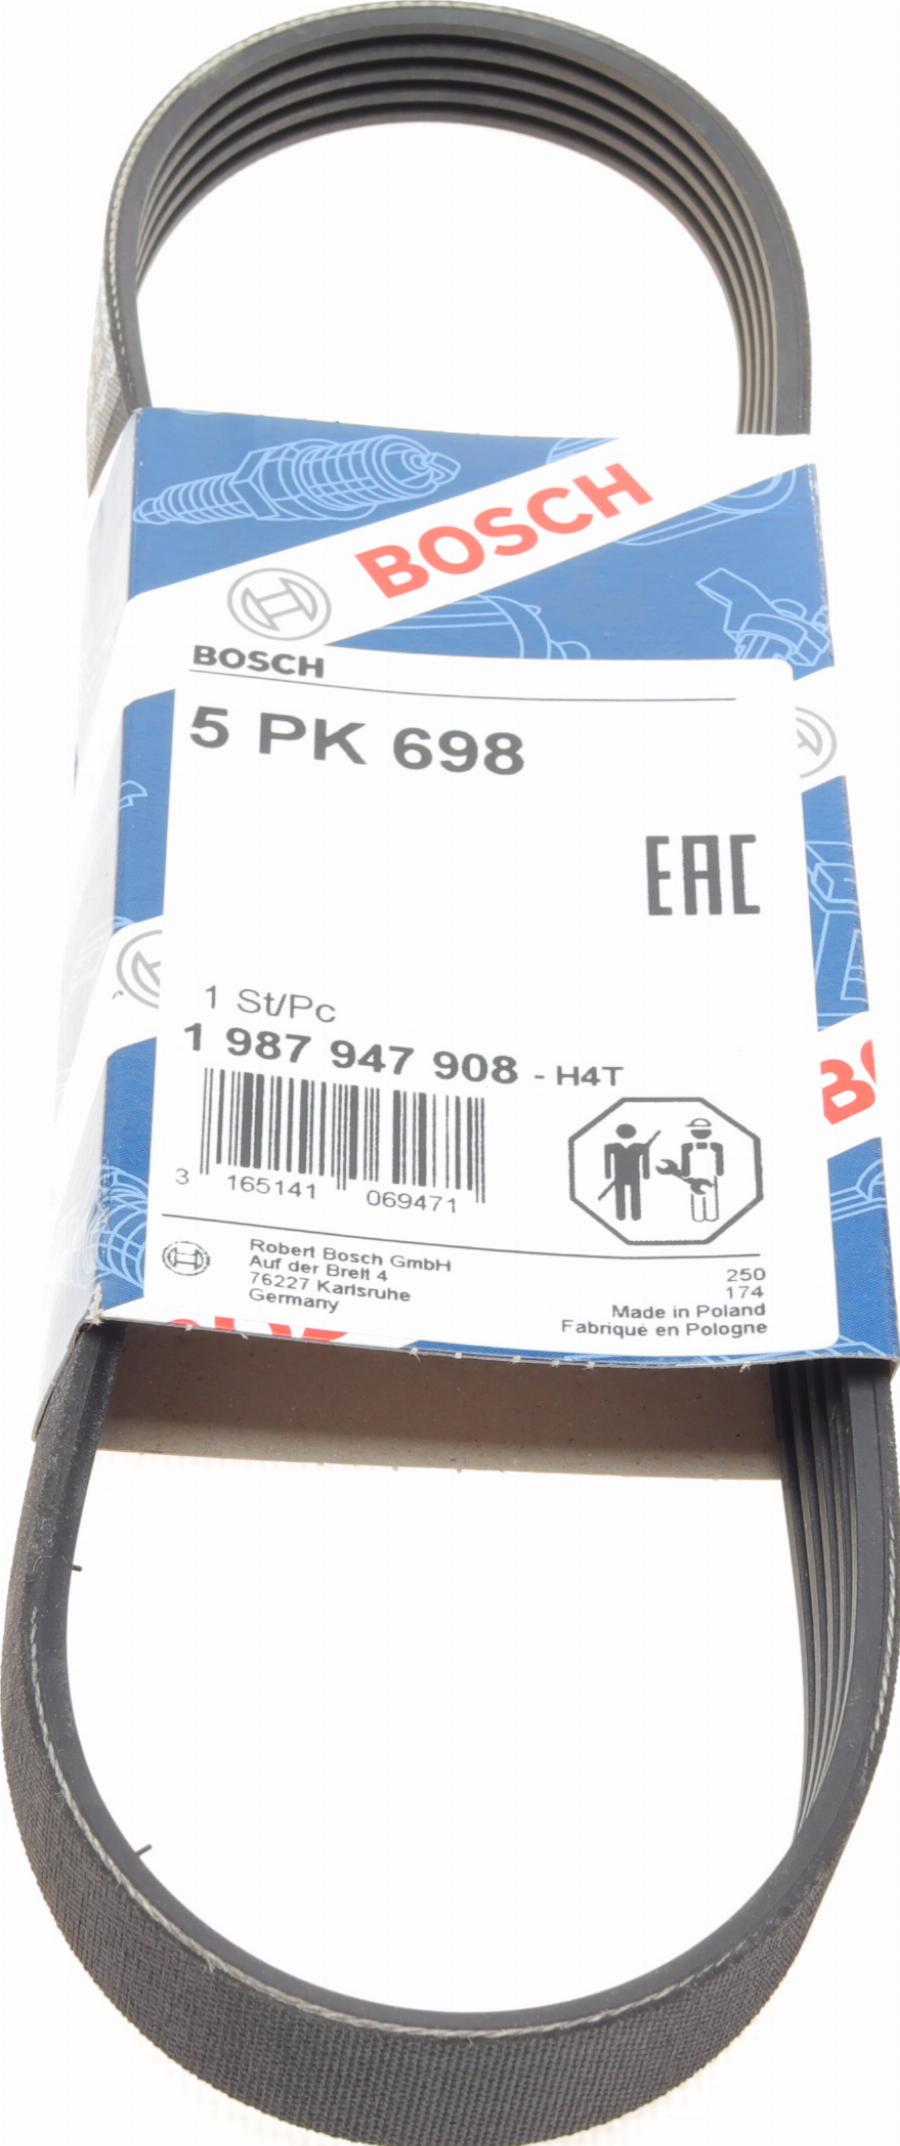 BOSCH
BOSCH
5 PK 698
EAC
1 St/Pc
1 987 947 908 - H4T
3 165141 069471
Robert Bosch GmbH
Auf der Breit 4
76227 Karlsruhe
Germany
250
174
Made in Poland
Fabriqué en Pologne